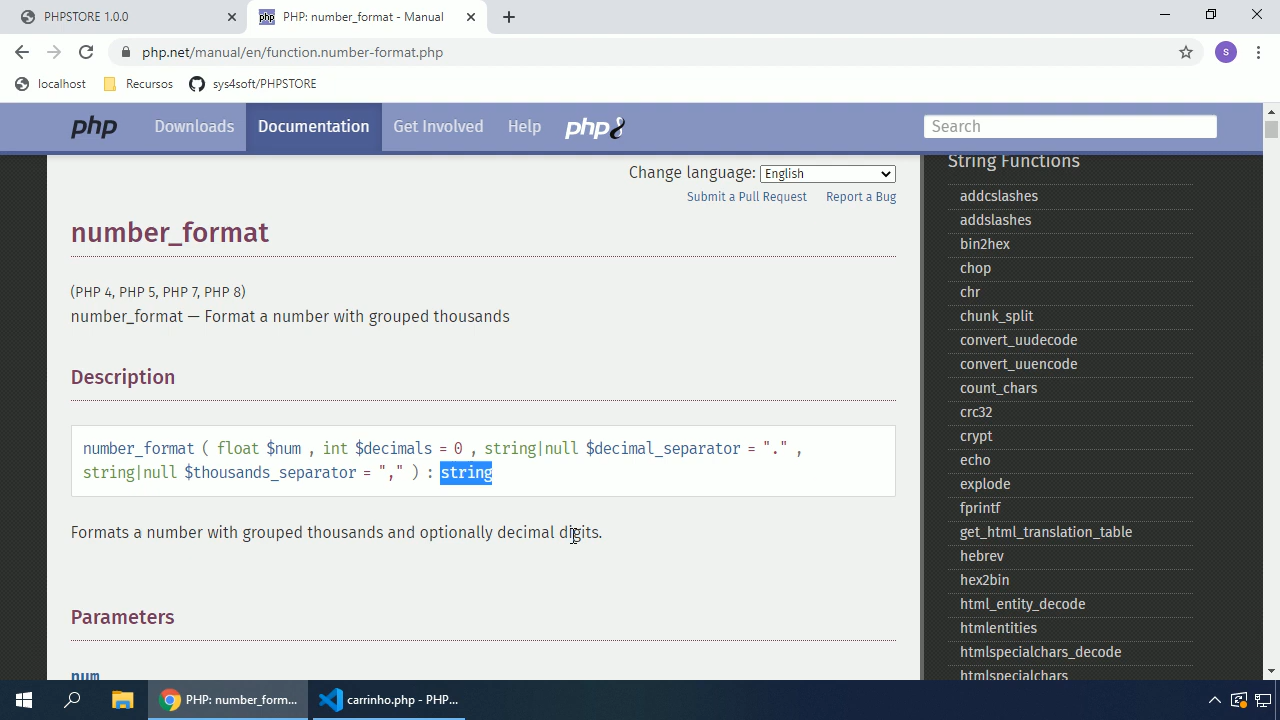 PHPSTORE 1.0.0
PHP: number_format - Manual
php.net/manual/en/function.number-format.php
S
localhost
Recursos
sys4soft/PHPSTORE
php
Downloads
Documentation
Get Involved
Help
php8
Search
Change language: English
Submit a Pull Request
Report a Bug
number_format
(PHP 4, PHP 5, PHP 7, PHP 8)
number_format — Format a number with grouped thousands
Description
number_format ( float $num , int $decimals = 0 , string|null $decimal_separator = "." ,
string|null $thousands_separator = "," ) : string
Formats a number with grouped thousands and optionally decimal digits.
Parameters
num
String Functions
addcslashes
addslashes
bin2hex
chop
chr
chunk_split
convert_uudecode
convert_uuencode
count_chars
crc32
crypt
echo
explode
fprintf
get_html_translation_table
hebrev
hex2bin
html_entity_decode
htmlentities
htmlspecialchars_decode
htmlspecialchars
PHP: number_form...
carrinho.php - PHP...